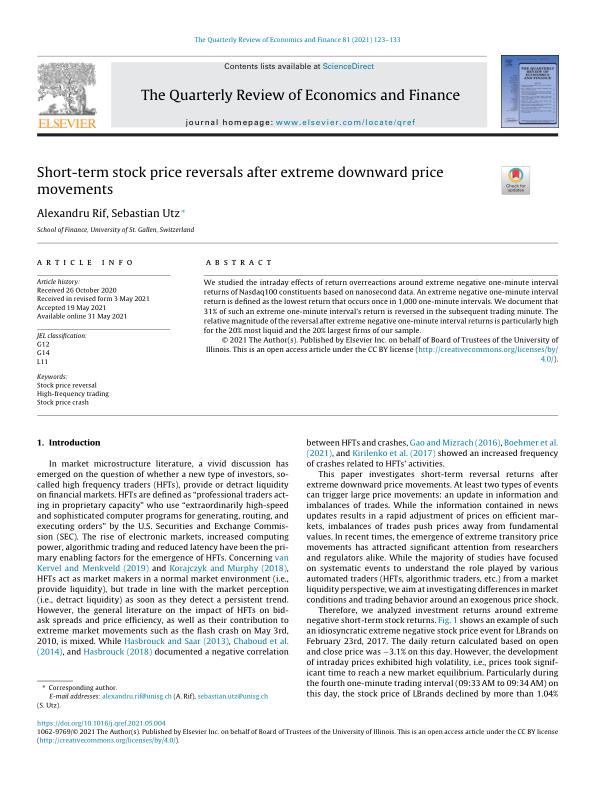 The Quarterly Review of Economics and Finance 81 (2021) 123–133
Contents lists available at ScienceDirect
The Quarterly Review of Economics and Finance
journal homepage: www.elsevier.com/locate/qref
ELSEVIER
THE QUARTERLY
REVIEW OF
ECONOMICS
AND FINANCE
Short-term stock price reversals after extreme downward price
movements
Check for
updates
Alexandru Rif, Sebastian Utz*
School of Finance, University of St. Gallen, Switzerland
ARTICLE INFO
Article history:
Received 26 October 2020
Received in revised form 3 May 2021
Accepted 19 May 2021
Available online 31 May 2021
JEL classification:
G12
G14
L11
Keywords:
Stock price reversal
High-frequency trading
Stock price crash
ABSTRACT
We studied the intraday effects of return overreactions around extreme negative one-minute interval
returns of Nasdaq100 constituents based on nanosecond data. An extreme negative one-minute interval
return is defined as the lowest return that occurs once in 1,000 one-minute intervals. We document that
31% of such an extreme one-minute interval's return is reversed in the subsequent trading minute. The
relative magnitude of the reversal after extreme negative one-minute interval returns is particularly high
for the 20% most liquid and the 20% largest firms of our sample.
© 2021 The Author(s). Published by Elsevier Inc. on behalf of Board of Trustees of the University of
Illinois. This is an open access article under the CC BY license (http://creativecommons.org/licenses/by/
4.0/).
1. Introduction
In market microstructure literature, a vivid discussion has
emerged on the question of whether a new type of investors, so-
called high frequency traders (HFTs), provide or detract liquidity
on financial markets. HFTs are defined as “professional traders act-
ing in proprietary capacity” who use “extraordinarily high-speed
and sophisticated computer programs for generating, routing, and
executing orders” by the U.S. Securities and Exchange Commis-
sion (SEC). The rise of electronic markets, increased computing
power, algorithmic trading and reduced latency have been the pri-
mary enabling factors for the emergence of HFTs. Concerning van
Kervel and Menkveld (2019) and Korajczyk and Murphy (2018),
HFTs act as market makers in a normal market environment (i.e.,
provide liquidity), but trade in line with the market perception
(i.e., detract liquidity) as soon as they detect a persistent trend.
However, the general literature on the impact of HFTs on bid-
ask spreads and price efficiency, as well as their contribution to
extreme market movements such as the flash crash on May 3rd,
2010, is mixed. While Hasbrouck and Saar (2013), Chaboud et al.
(2014), and Hasbrouck (2018) documented a negative correlation
between HFTs and crashes, Gao and Mizrach (2016), Boehmer et al.
(2021), and Kirilenko et al. (2017) showed an increased frequency
of crashes related to HFTs' activities.
This paper investigates short-term reversal returns after
extreme downward price movements. At least two types of events
can trigger large price movements: an update in information and
imbalances of trades. While the information contained in news
updates results in a rapid adjustment of prices on efficient mar-
kets, imbalances of trades push prices away from fundamental
values. In recent times, the emergence of extreme transitory price
movements has attracted significant attention from researchers
and regulators alike. While the majority of studies have focused
on systematic events to understand the role played by various
automated traders (HFTs, algorithmic traders, etc.) from a market
liquidity perspective, we aim at investigating differences in market
conditions and trading behavior around an exogenous price shock.
Therefore, we analyzed investment returns around extreme
negative short-term stock returns. Fig. 1 shows an example of such
an idiosyncratic extreme negative stock price event for LBrands on
February 23rd, 2017. The daily return calculated based on open
and close price was −3.1% on this day. However, the development
of intraday prices exhibited high volatility, i.e., prices took signif-
icant time to reach a new market equilibrium. Particularly during
the fourth one-minute trading interval (09:33 AM to 09:34 AM) on
this day, the stock price of LBrands declined by more than 1.04%
* Corresponding author.
E-mail addresses: alexandru.rif@unisg.ch (A. Rif), sebastian.utz@unisg.ch
(S. Utz).
https://doi.org/10.1016/j.qref.2021.05.004
1062-9769/© 2021 The Author(s). Published by Elsevier Inc. on behalf of Board of Trustees of the University of Illinois. This is an open access article under the CC BY license
(http://creativecommons.org/licenses/by/4.0/).